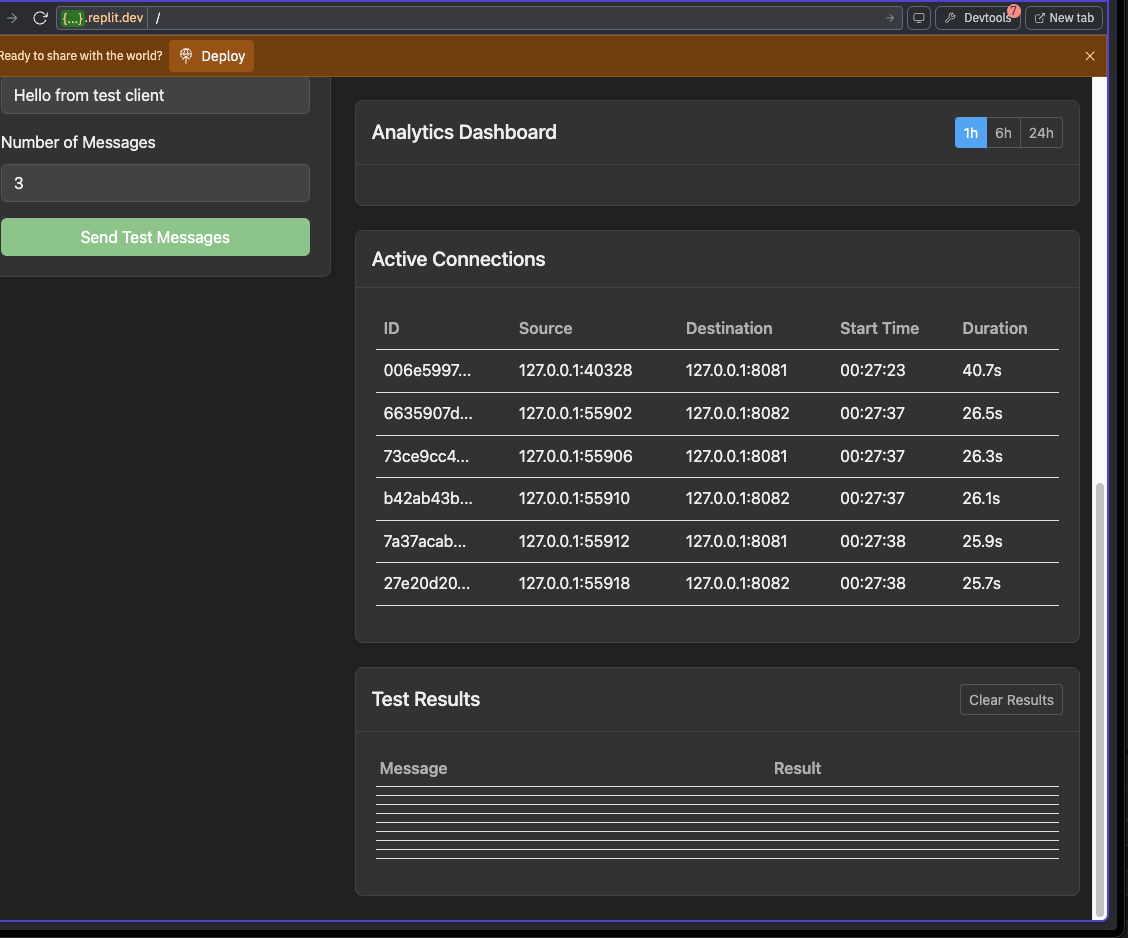 {...}.replit.dev /
Devtools 7
New tab
Ready to share with the world? Deploy
Hello from test client
Number of Messages
3
Send Test Messages
Analytics Dashboard
1h 6h 24h
Active Connections
ID Source Destination Start Time Duration
006e5997... 127.0.0.1:40328 127.0.0.1:8081 00:27:23 40.7s
6635907d... 127.0.0.1:55902 127.0.0.1:8082 00:27:37 26.5s
73ce9cc4... 127.0.0.1:55906 127.0.0.1:8081 00:27:37 26.3s
b42ab43b... 127.0.0.1:55910 127.0.0.1:8082 00:27:37 26.1s
7a37acab... 127.0.0.1:55912 127.0.0.1:8081 00:27:38 25.9s
27e20d20... 127.0.0.1:55918 127.0.0.1:8082 00:27:38 25.7s
Test Results
Clear Results
Message Result